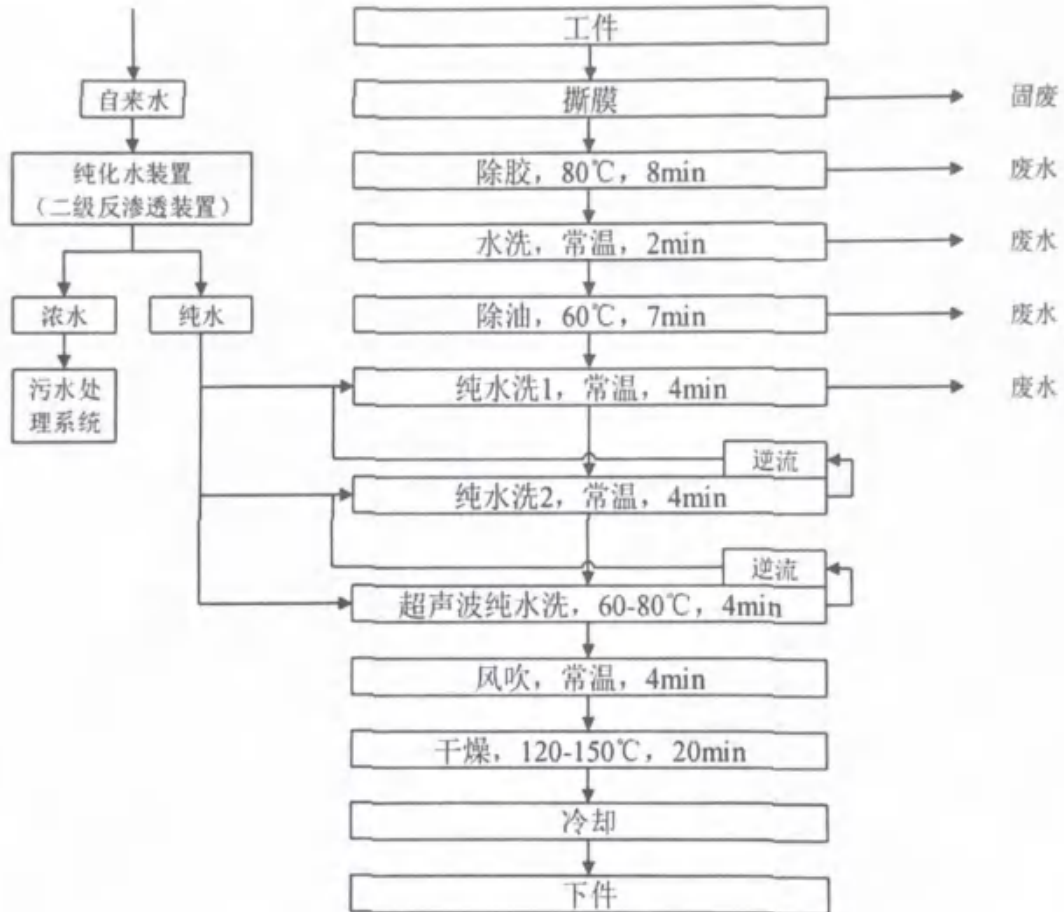 工件
自来水
撕膜
固废
纯化水装置
（二级反渗透装置）
除胶，80℃，8min
废水
水洗，常温，2min
废水
浓水
纯水
除油，60℃，7min
废水
污水处
理系统
纯水洗1，常温，4min
废水
逆流
纯水洗2，常温，4min
逆流
超声波纯水洗，60-80℃，4min
风吹，常温，4min
干燥，120-150℃，20min
冷却
下件